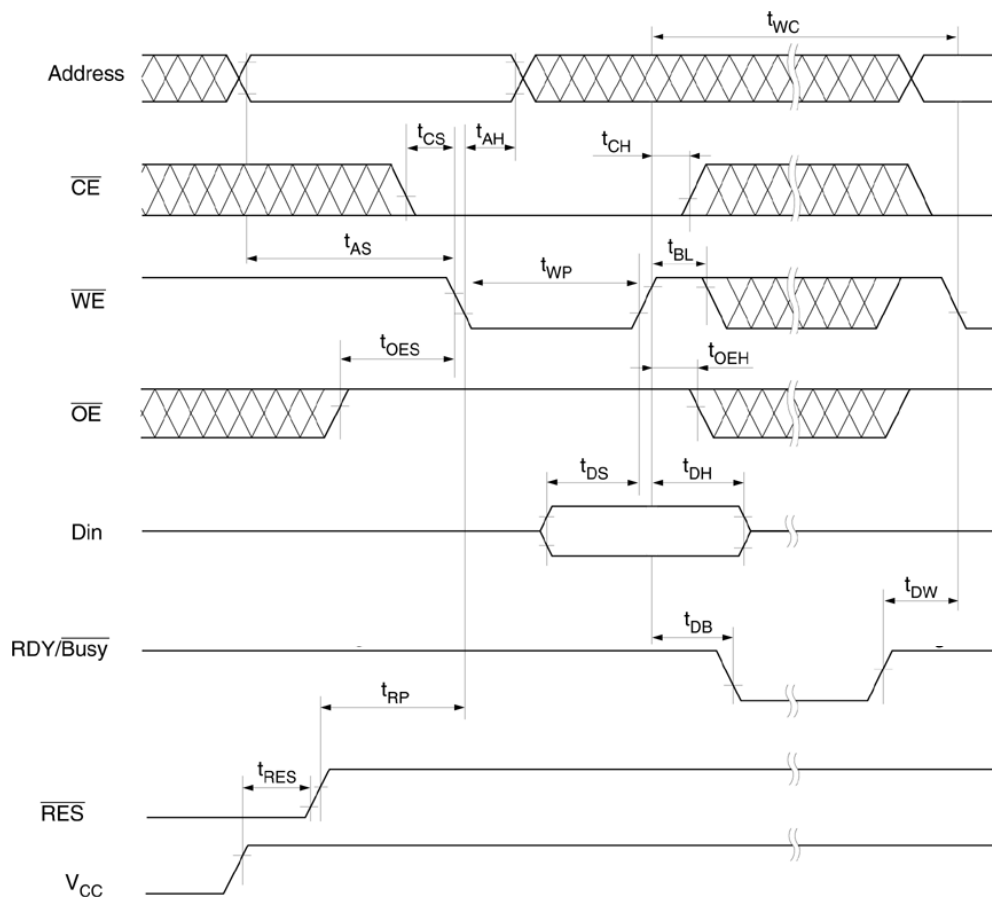 tWC
Address
tCS
tAH
tCH
CE
tAS
tWP
tBL
WE
tOES
tOEH
OE
tDS
tDH
Din
tDW
tDB
RDY/Busy
tRP
tRES
RES
VCC